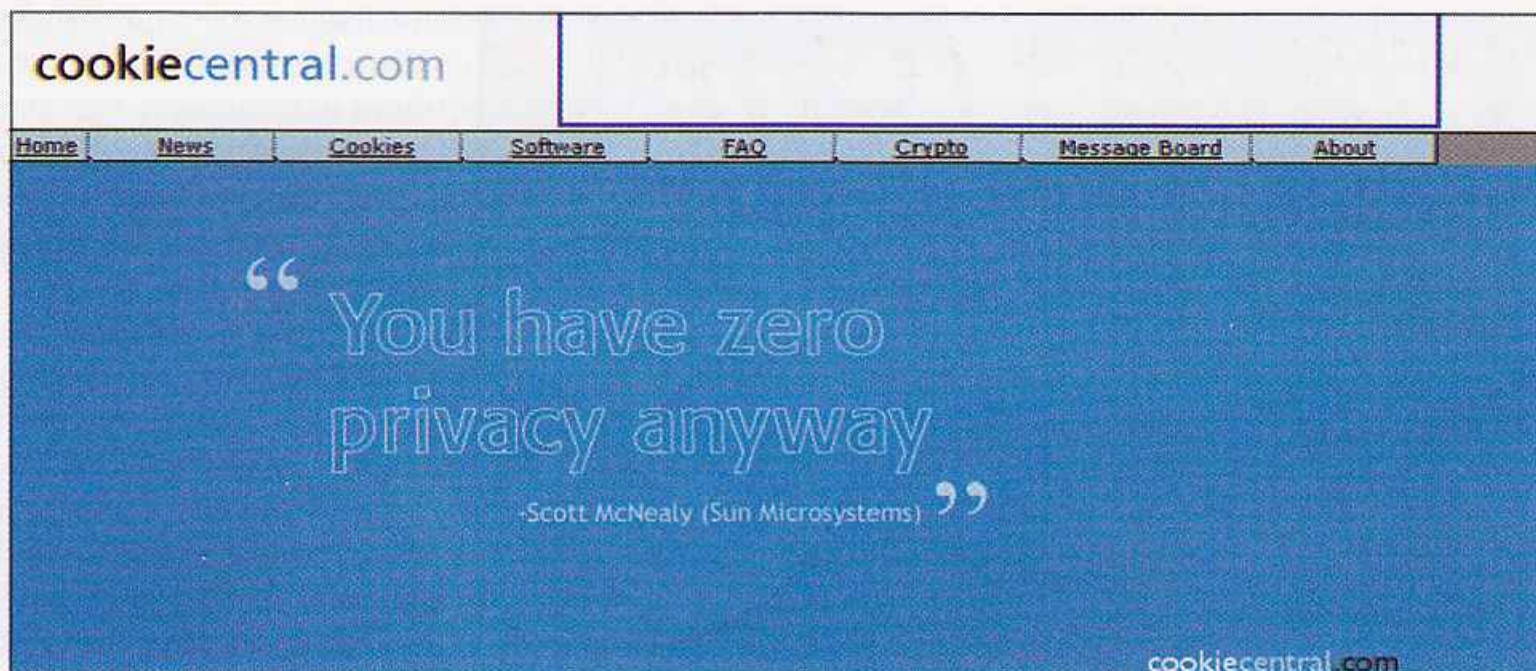 cookiecentral.com
Home News Cookies Software FAQ Crypto Message Board About
“ You have zero
privacy anyway
-Scott McNealy (Sun Microsystems) ”
cookiecentral.com